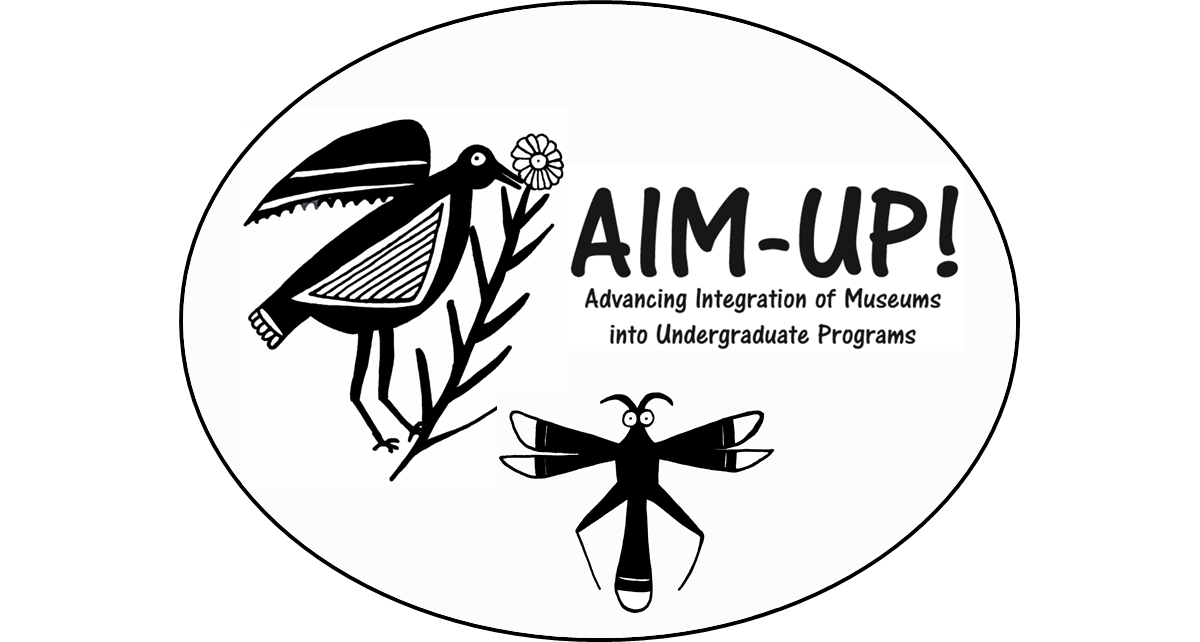 AIM-UP!
Advancing Integration of Museums
into Undergraduate Programs